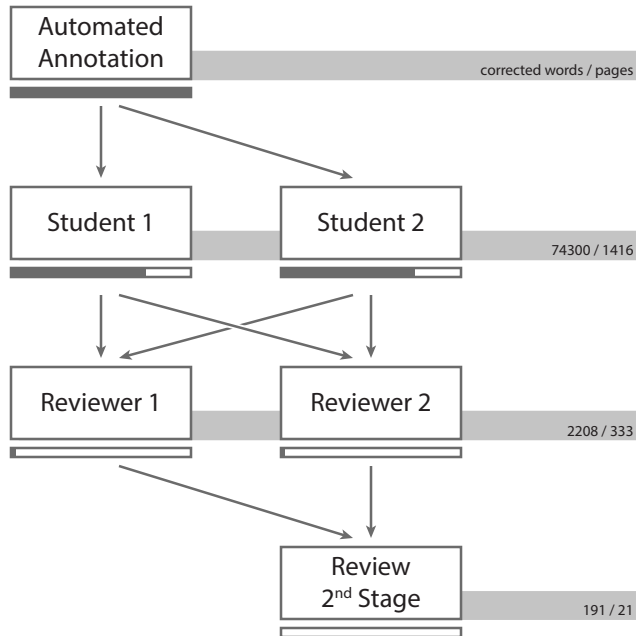 Automated
Annotation
corrected words / pages
Student 1
Student 2
74300 / 1416
Reviewer 1
Reviewer 2
2208 / 333
Review
2nd Stage
191 / 21